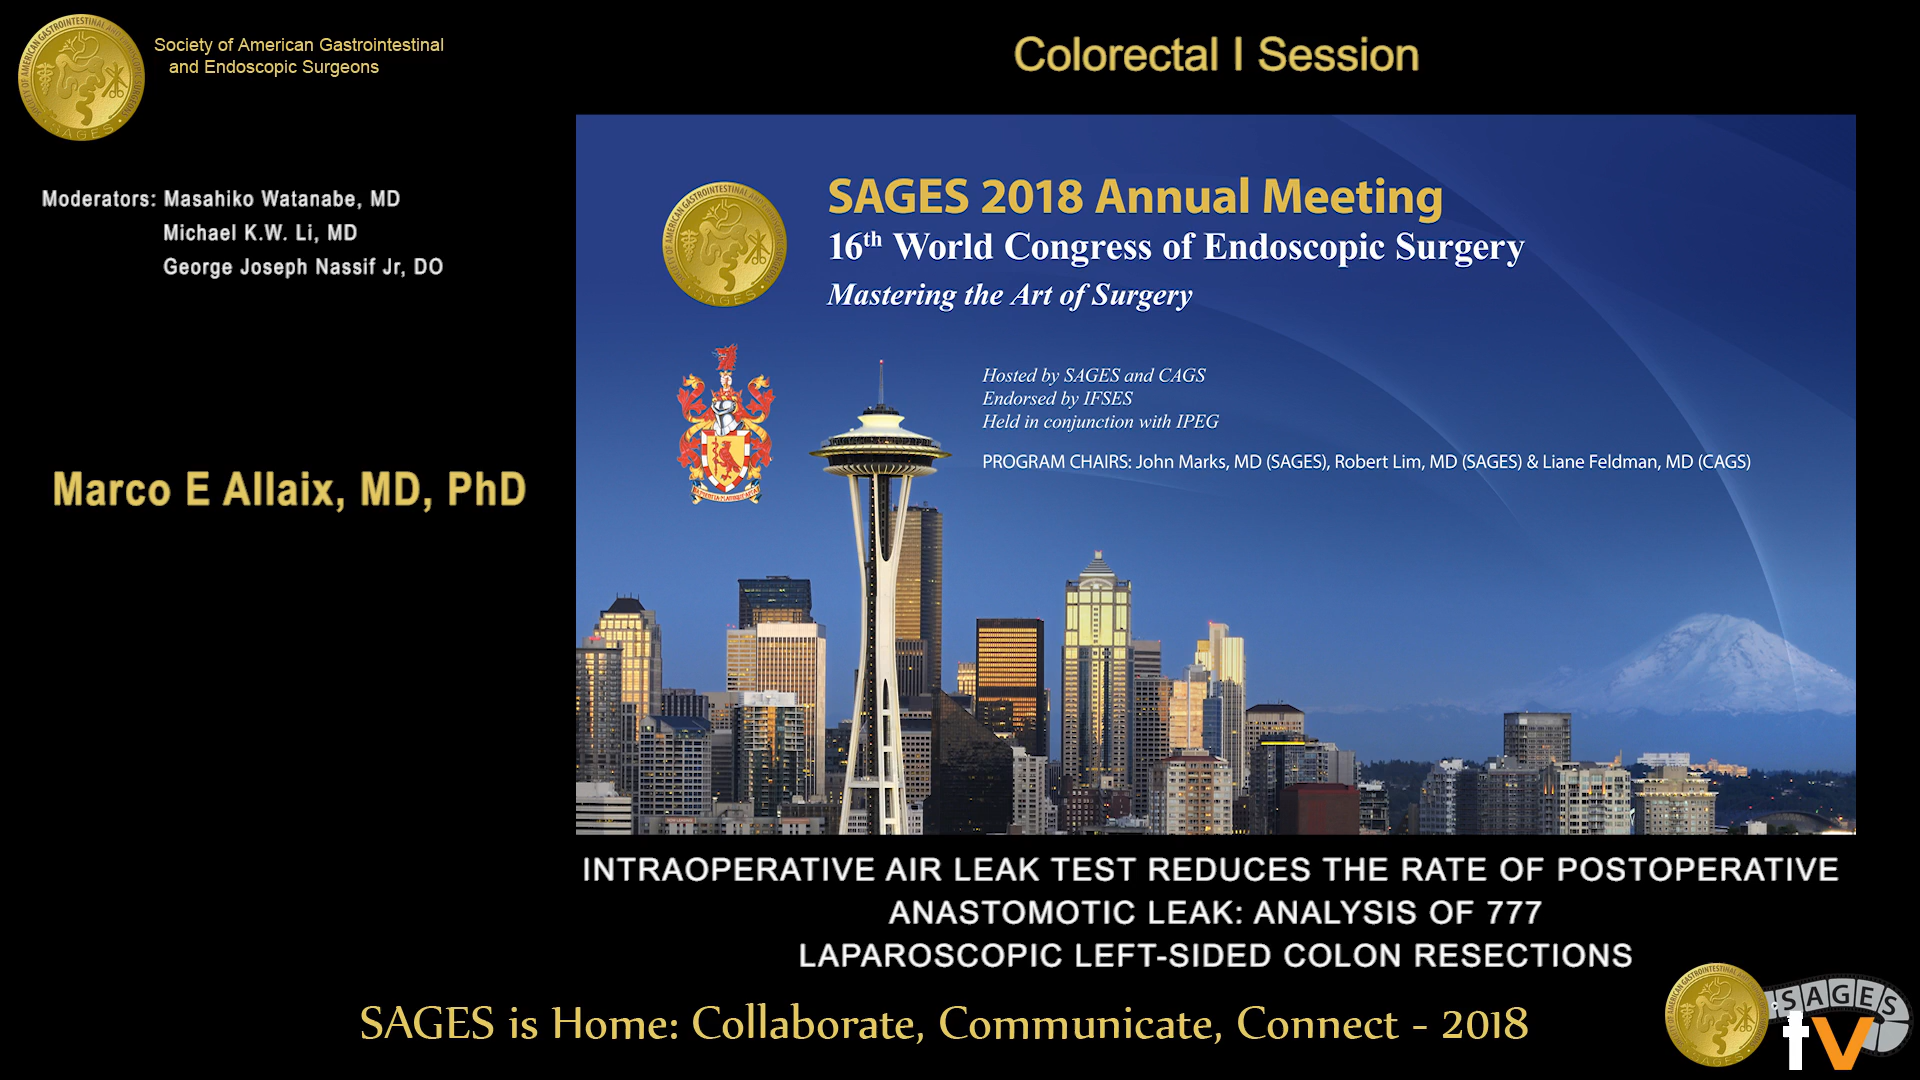 Society of American Gastrointestinal
and Endoscopic Surgeons
Colorectal I Session
Moderators: Masahiko Watanabe, MD
Michael K.W. Li, MD
George Joseph Nassif Jr, DO
Marco E Allaix, MD, PhD
SAGES 2018 Annual Meeting
16th World Congress of Endoscopic Surgery
Mastering the Art of Surgery
Hosted by SAGES and CAGS
Endorsed by IFSES
Held in conjunction with IPEG
PROGRAM CHAIRS: John Marks, MD (SAGES), Robert Lim, MD (SAGES) & Liane Feldman, MD (CAGS)
INTRAOPERATIVE AIR LEAK TEST REDUCES THE RATE OF POSTOPERATIVE
ANASTOMOTIC LEAK: ANALYSIS OF 777
LAPAROSCOPIC LEFT-SIDED COLON RESECTIONS
SAGES is Home: Collaborate, Communicate, Connect - 2018
SAGES
tv